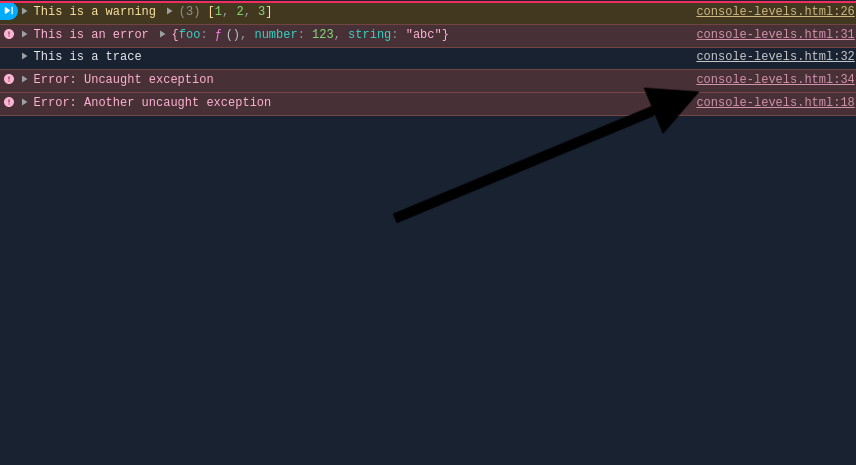 This is a warning (3) [1, 2, 3] console-levels.html:26
This is an error {foo: ƒ (), number: 123, string: "abc"} console-levels.html:31
This is a trace console-levels.html:32
Error: Uncaught exception console-levels.html:34
Error: Another uncaught exception console-levels.html:18